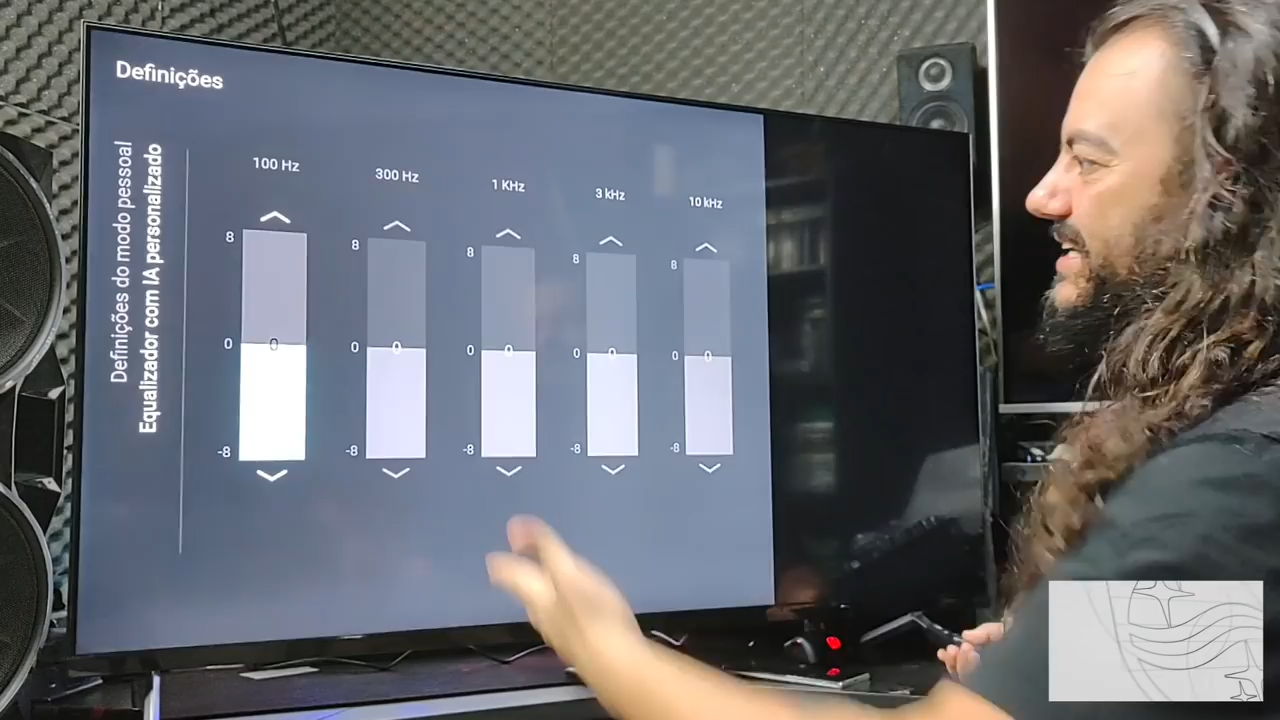 Definições
Definições do modo pessoal
Equalizador com IA personalizado
100 Hz
300 Hz
1 KHz
3 kHz
10 kHz
8
8
8
8
8
0 0
0 0
0 0
0 0
0 0
-8
-8
-8
-8
-8